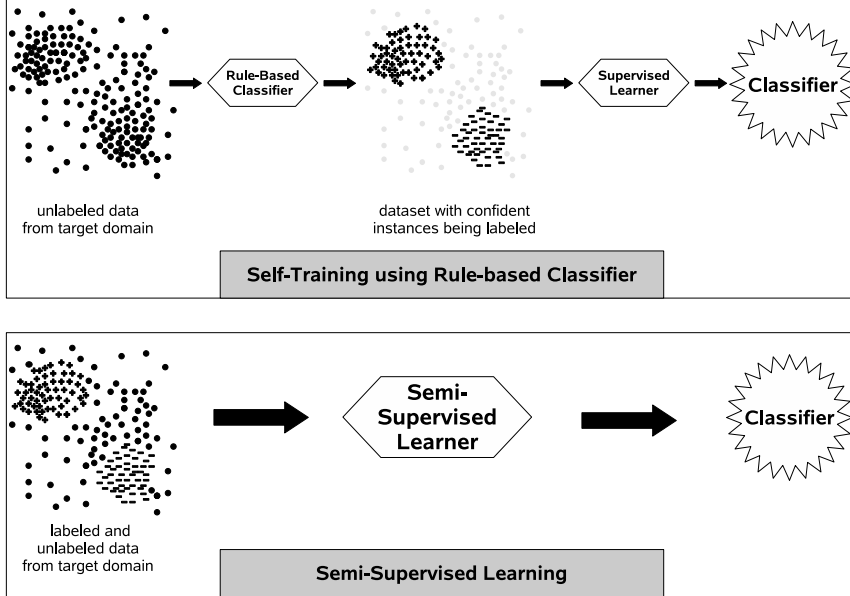 Rule-Based
Classifier
Supervised
Learner
Classifier
unlabeled data
from target domain
dataset with confident
instances being labeled
Self-Training using Rule-based Classifier
Semi-
Supervised
Learner
Classifier
labeled and
unlabeled data
from target domain
Semi-Supervised Learning